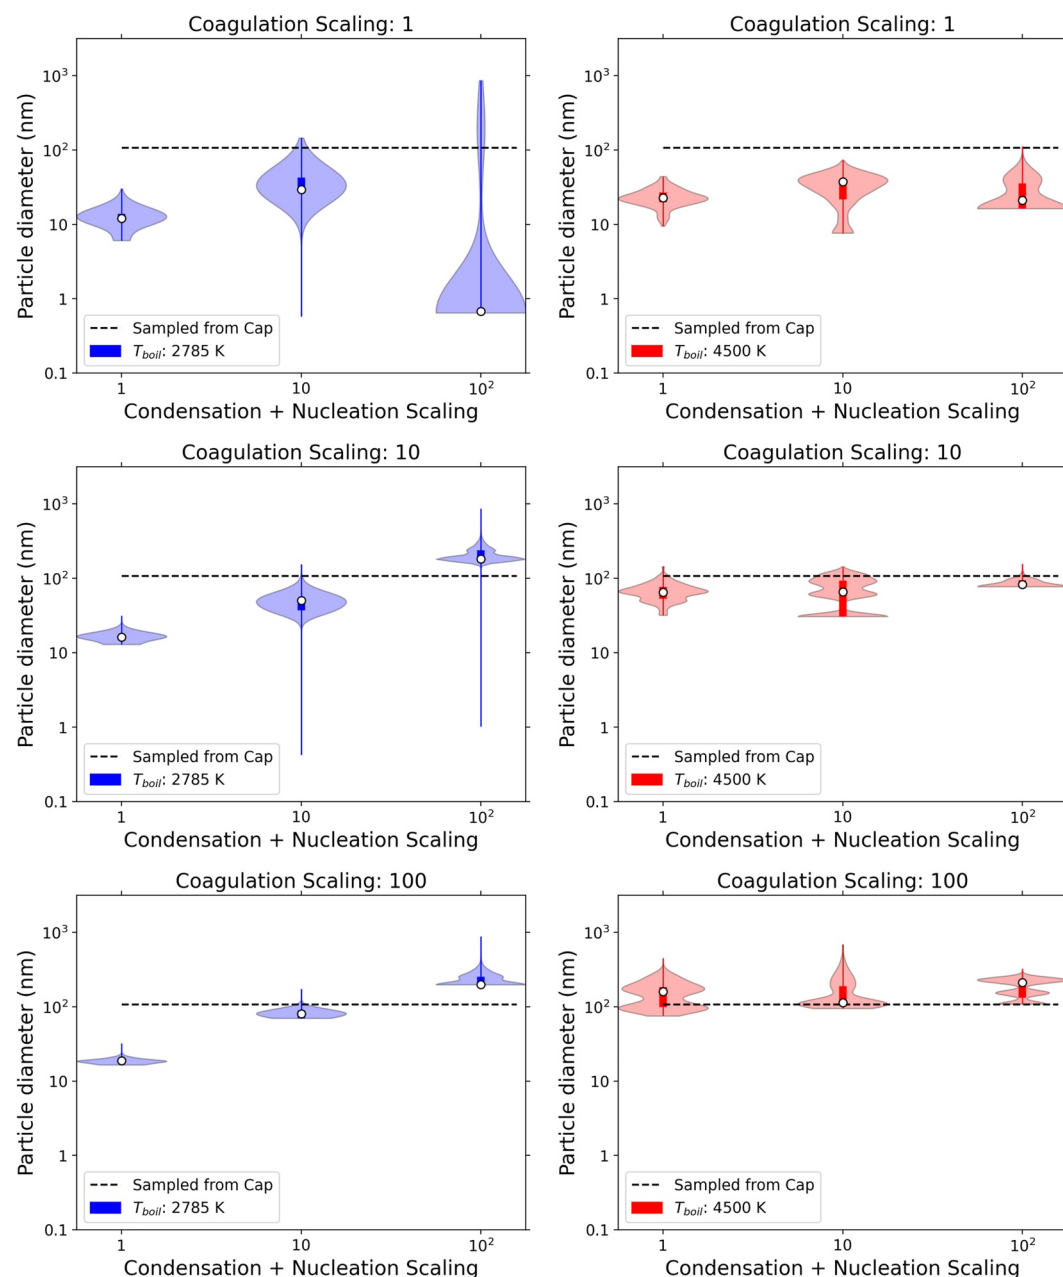 Coagulation Scaling: 1
Particle diameter (nm)
10³
10²
10
1
0.1
Sampled from Cap
T_boil: 2785 K
1
10
10²
Condensation + Nucleation Scaling
Coagulation Scaling: 1
Particle diameter (nm)
10³
10²
10
1
0.1
Sampled from Cap
T_boil: 4500 K
1
10
10²
Condensation + Nucleation Scaling
Coagulation Scaling: 10
Particle diameter (nm)
10³
10²
10
1
0.1
Sampled from Cap
T_boil: 2785 K
1
10
10²
Condensation + Nucleation Scaling
Coagulation Scaling: 10
Particle diameter (nm)
10³
10²
10
1
0.1
Sampled from Cap
T_boil: 4500 K
1
10
10²
Condensation + Nucleation Scaling
Coagulation Scaling: 100
Particle diameter (nm)
10³
10²
10
1
0.1
Sampled from Cap
T_boil: 2785 K
1
10
10²
Condensation + Nucleation Scaling
Coagulation Scaling: 100
Particle diameter (nm)
10³
10²
10
1
0.1
Sampled from Cap
T_boil: 4500 K
1
10
10²
Condensation + Nucleation Scaling